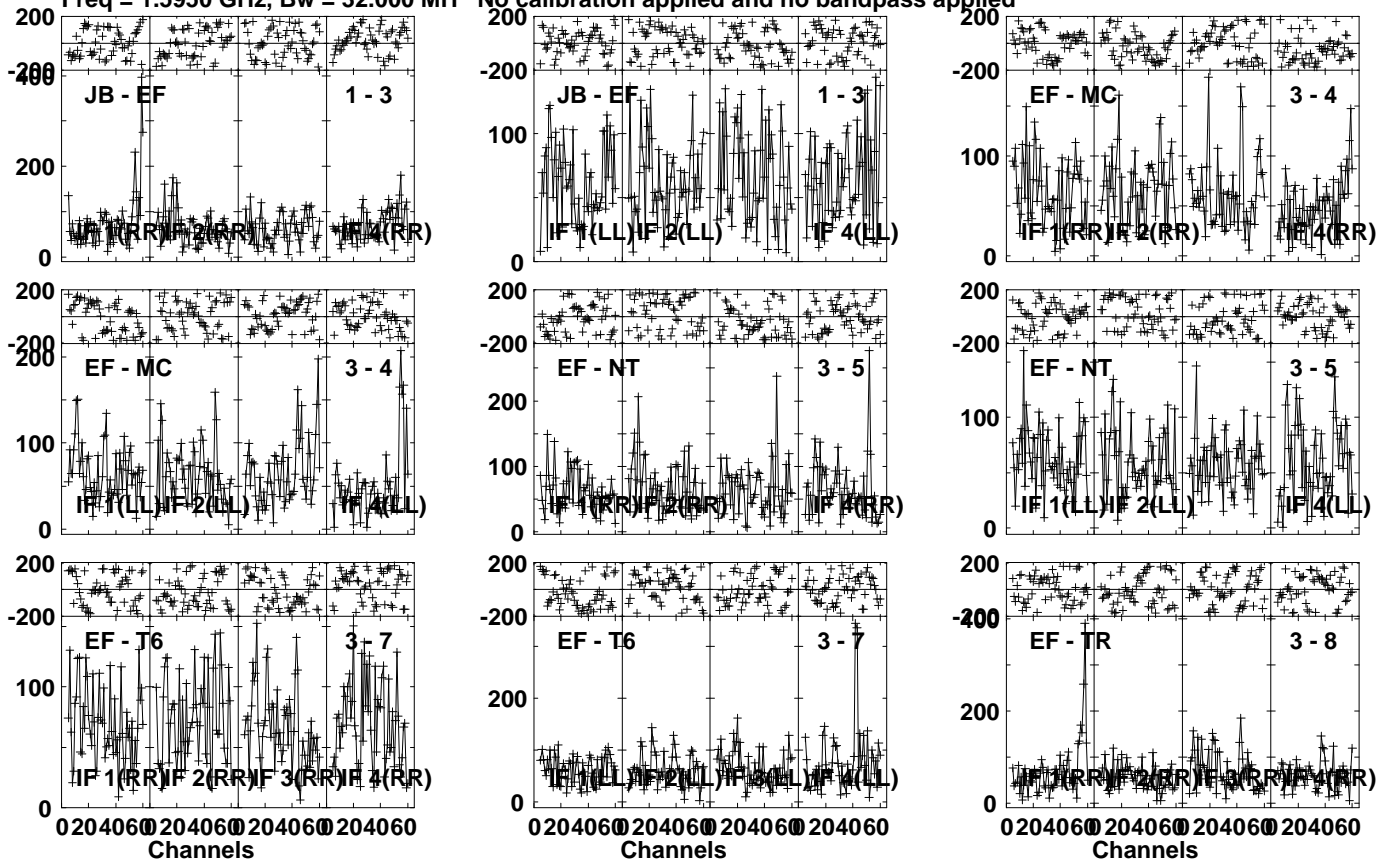 Freq = 1.5950 GHz, Bw = 32.000 MH No calibration applied and no bandpass applied
200
-200
400
200
100
0
JB - EF 1 - 3
IF 1(RR) IF 2(RR) IF 4(RR)
200
-200
100
0
JB - EF 1 - 3
IF 1(LL) IF 2(LL) IF 4(LL)
200
-200
100
0
EF - MC 3 - 4
IF 1(RR) IF 2(RR) IF 4(RR)
200
-200
200
100
0
EF - MC 3 - 4
IF 1(LL) IF 2(LL) IF 4(LL)
200
-200
200
100
0
EF - NT 3 - 5
IF 1(RR) IF 2(RR) IF 4(RR)
200
-200
100
0
EF - NT 3 - 5
IF 1(LL) IF 2(LL) IF 4(LL)
200
-200
100
0
EF - T6 3 - 7
IF 1(RR) IF 2(RR) IF 3(RR) IF 4(RR)
0 20 40 60 0 20 40 60 0 20 40 60 0 20 40 60
Channels
200
-200
200
0
EF - T6 3 - 7
IF 1(LL) IF 2(LL) IF 3(LL) IF 4(LL)
0 20 40 60 0 20 40 60 0 20 40 60 0 20 40 60
Channels
200
-200
400
200
0
EF - TR 3 - 8
IF 1(RR) IF 2(RR) IF 3(RR) IF 4(RR)
0 20 40 60 0 20 40 60 0 20 40 60 0 20 40 60
Channels